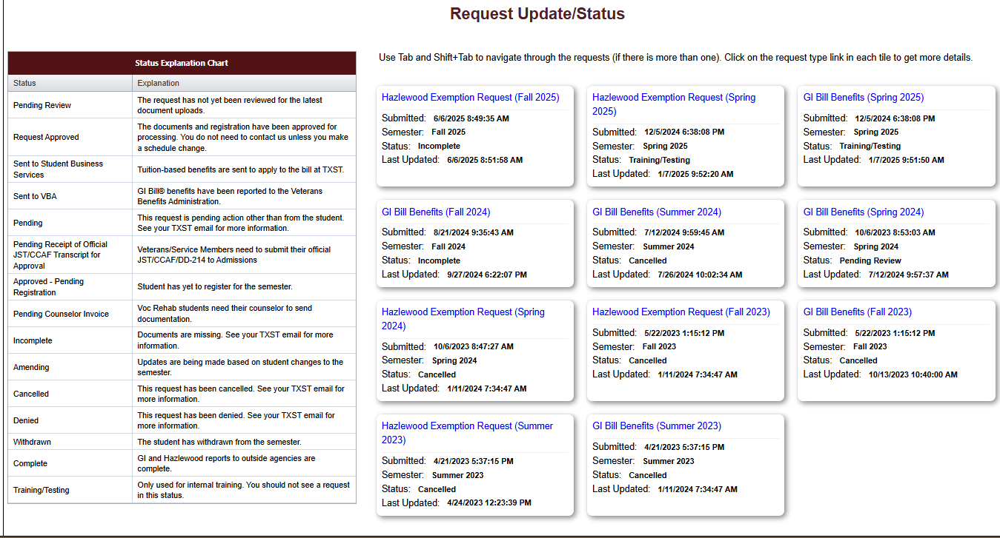 Request Update/Status
Status Explanation Chart
Status Explanation
Pending Review The request has not yet been reviewed for the latest
document uploads.
Request Approved The documents and registration have been approved for
processing. You do not need to contact us unless you make
a schedule change.
Sent to Student Business
Services
Tuition-based benefits are sent to apply to the bill at TXST.
Sent to VBA GI Bill® benefits have been reported to the Veterans
Benefits Administration.
Pending This request is pending action other than from the student.
See your TXST email for more information.
Pending Receipt of Official
JST/CCAF Transcript for
Approval
Veterans/Service Members need to submit their official
JST/CCAF/DD-214 to Admissions
Approved - Pending
Registration
Student has yet to register for the semester.
Pending Counselor Invoice Voc Rehab students need their counselor to send
documentation.
Incomplete Documents are missing. See your TXST email for more
information.
Amending Updates are being made based on student changes to the
semester.
Cancelled This request has been cancelled. See your TXST email for
more information.
Denied This request has been denied. See your TXST email for
more information.
Withdrawn The student has withdrawn from the semester.
Complete GI and Hazlewood reports to outside agencies are
complete.
Training/Testing Only used for internal training. You should not see a request
in this status.
Use Tab and Shift+Tab to navigate through the requests (if there is more than one). Click on the request type link in each tile to get more details.
Hazlewood Exemption Request (Fall 2025)
Submitted: 6/6/2025 8:49:35 AM
Semester: Fall 2025
Status: Incomplete
Last Updated: 6/6/2025 8:51:58 AM
Hazlewood Exemption Request (Spring
2025)
Submitted: 12/5/2024 6:38:08 PM
Semester: Spring 2025
Status: Training/Testing
Last Updated: 1/7/2025 9:52:20 AM
GI Bill Benefits (Spring 2025)
Submitted: 12/5/2024 6:38:08 PM
Semester: Spring 2025
Status: Training/Testing
Last Updated: 1/7/2025 9:51:50 AM
GI Bill Benefits (Fall 2024)
Submitted: 8/21/2024 9:35:43 AM
Semester: Fall 2024
Status: Incomplete
Last Updated: 9/27/2024 6:22:07 PM
GI Bill Benefits (Summer 2024)
Submitted: 7/12/2024 9:59:45 AM
Semester: Summer 2024
Status: Cancelled
Last Updated: 7/26/2024 10:02:34 AM
GI Bill Benefits (Spring 2024)
Submitted: 10/6/2023 8:53:03 AM
Semester: Spring 2024
Status: Pending Review
Last Updated: 7/12/2024 9:57:37 AM
Hazlewood Exemption Request (Spring
2024)
Submitted: 10/6/2023 8:47:27 AM
Semester: Spring 2024
Status: Cancelled
Last Updated: 1/11/2024 7:34:47 AM
Hazlewood Exemption Request (Fall 2023)
Submitted: 5/22/2023 1:15:12 PM
Semester: Fall 2023
Status: Cancelled
Last Updated: 1/11/2024 7:34:47 AM
GI Bill Benefits (Fall 2023)
Submitted: 5/22/2023 1:15:12 PM
Semester: Fall 2023
Status: Cancelled
Last Updated: 10/13/2023 10:40:00 AM
Hazlewood Exemption Request (Summer
2023)
Submitted: 4/21/2023 5:37:15 PM
Semester: Summer 2023
Status: Cancelled
Last Updated: 4/24/2023 12:23:39 PM
GI Bill Benefits (Summer 2023)
Submitted: 4/21/2023 5:37:15 PM
Semester: Summer 2023
Status: Cancelled
Last Updated: 1/11/2024 7:34:47 AM